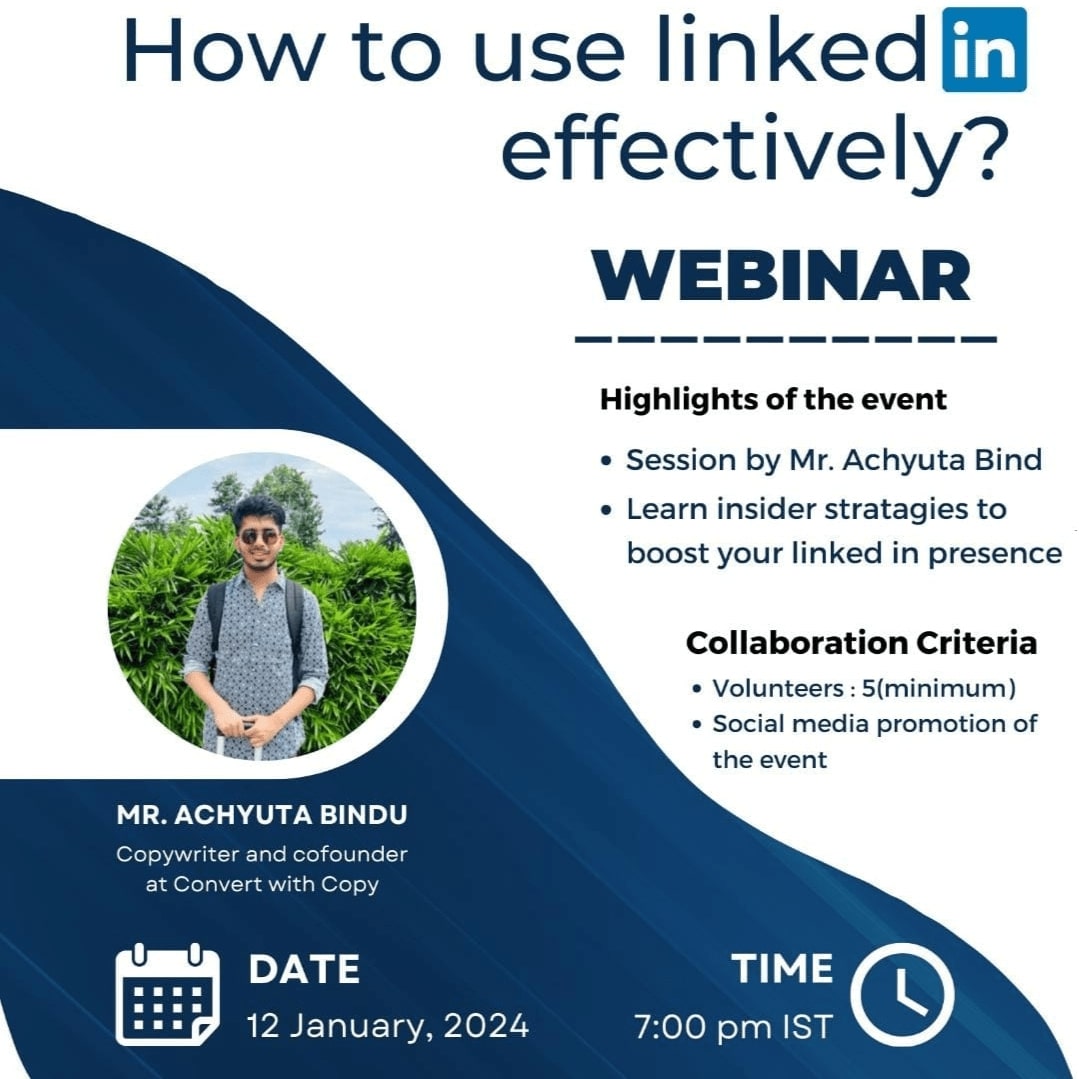 How to use linkedin
effectively?
WEBINAR
Highlights of the event
• Session by Mr. Achyuta Bind
• Learn insider stratagies to
boost your linked in presence
Collaboration Criteria
• Volunteers : 5(minimum)
• Social media promotion of
the event
MR. ACHYUTA BINDU
Copywriter and cofounder
at Convert with Copy
DATE
12 January, 2024
TIME
7:00 pm IST